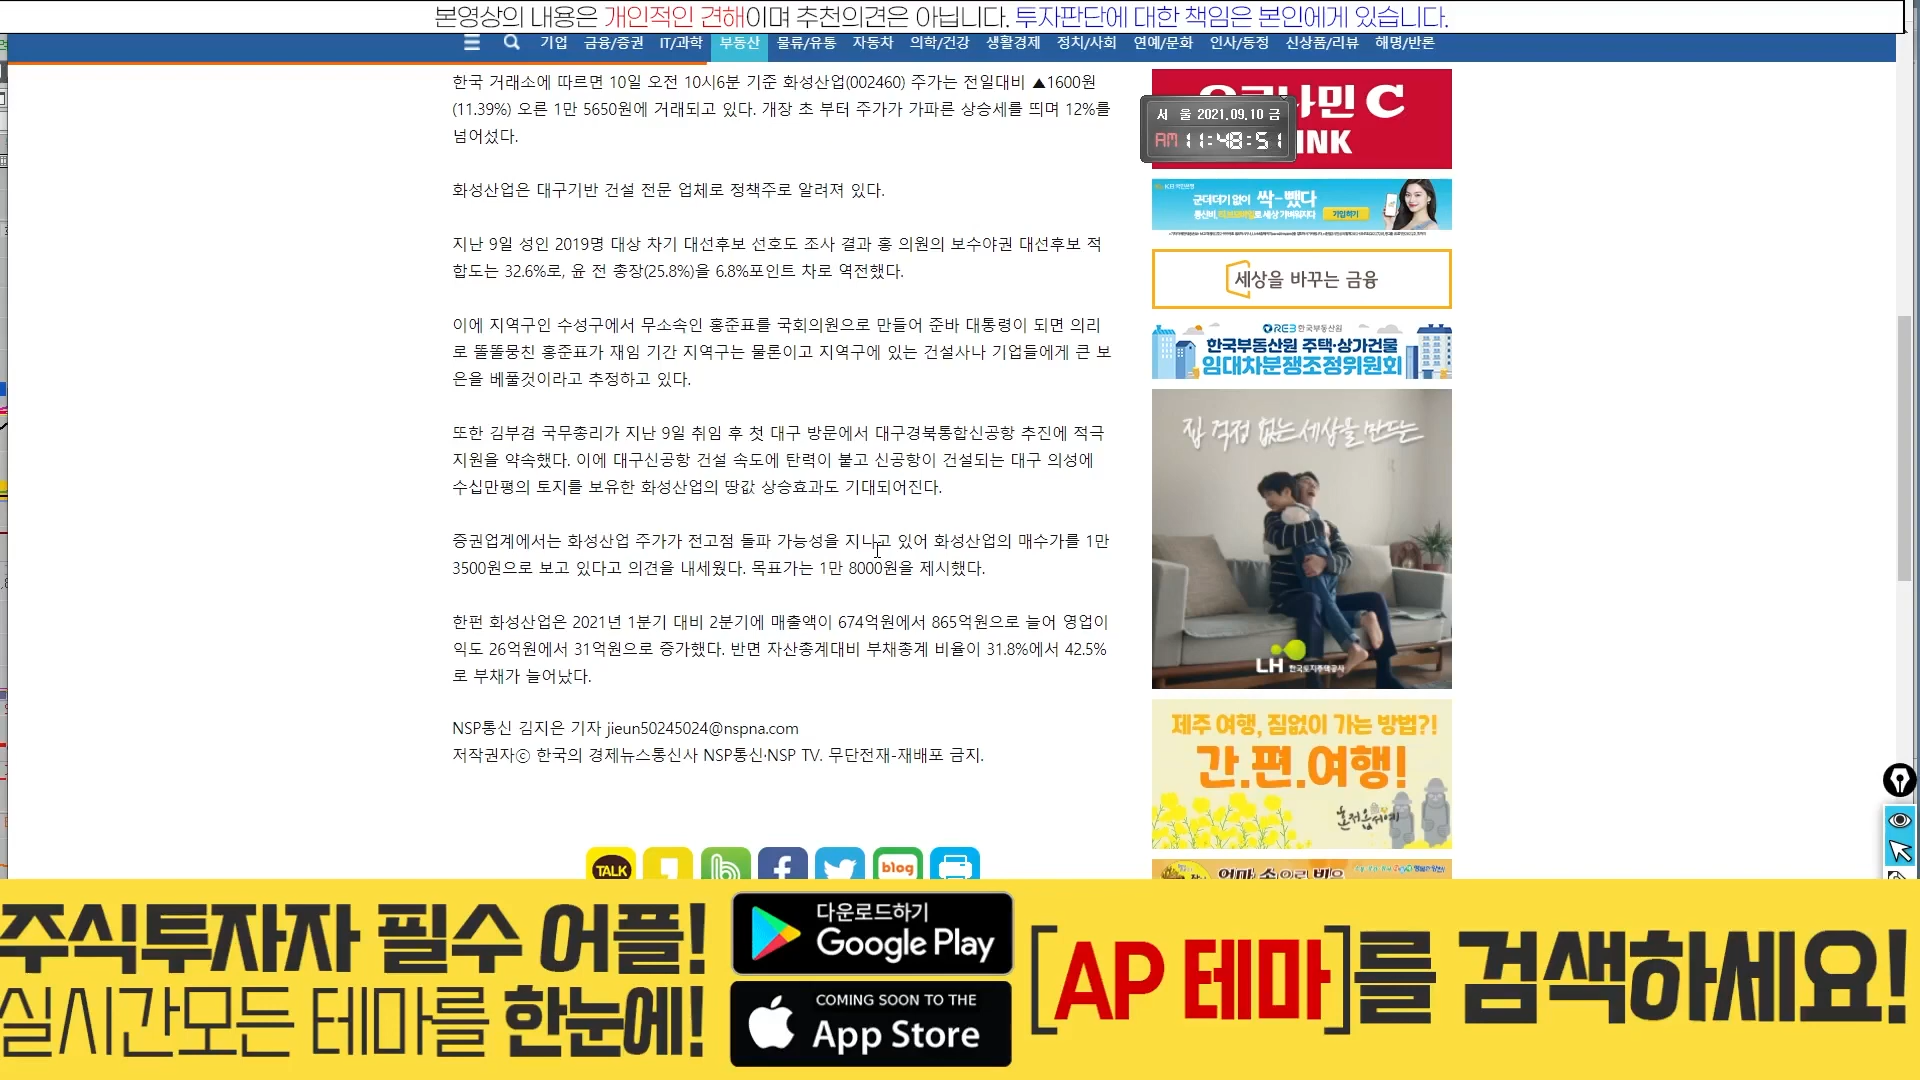 본영상의 내용은 개인적인 견해이며 추천의견은 아닙니다. 투자판단에 대한 책임은 본인에게 있습니다.
기업 금융/증권 IT/과학 부동산 물류/유통 자동차 의학/건강 생활경제 정치/사회 연예/문화 인사/동정 신상품/리뷰 해명/반론
한국 거래소에 따르면 10일 오전 10시6분 기준 화성산업(002460) 주가는 전일대비 ▲1600원
(11.39%) 오른 1만 5650원에 거래되고 있다. 개장 초 부터 주가가 가파른 상승세를 띄며 12%를
넘어섰다.
화성산업은 대구기반 건설 전문 업체로 정책주로 알려져 있다.
지난 9일 성인 2019명 대상 차기 대선후보 선호도 조사 결과 홍 의원의 보수야권 대선후보 적
합도는 32.6%로, 윤 전 총장(25.8%)을 6.8%포인트 차로 역전했다.
이에 지역구인 수성구에서 무소속인 홍준표를 국회의원으로 만들어 준바 대통령이 되면 의리
로 똘똘뭉친 홍준표가 재임 기간 지역구는 물론이고 지역구에 있는 건설사나 기업들에게 큰 보
은을 베풀것이라고 추정하고 있다.
또한 김부겸 국무총리가 지난 9일 취임 후 첫 대구 방문에서 대구경북통합신공항 추진에 적극
지원을 약속했다. 이에 대구신공항 건설 속도에 탄력이 붙고 신공항이 건설되는 대구 의성에
수십만평의 토지를 보유한 화성산업의 땅값 상승효과도 기대되어진다.
증권업계에서는 화성산업 주가가 전고점 돌파 가능성을 지니고 있어 화성산업의 매수가를 1만
3500원으로 보고 있다고 의견을 내세웠다. 목표가는 1만 8000원을 제시했다.
한편 화성산업은 2021년 1분기 대비 2분기에 매출액이 674억원에서 865억원으로 늘어 영업이
익도 26억원에서 31억원으로 증가했다. 반면 자산총계대비 부채총계 비율이 31.8%에서 42.5%
로 부채가 늘어났다.
NSP통신 김지은 기자 jieun50245024@nspna.com
저작권자ⓒ 한국의 경제뉴스통신사 NSP통신·NSP TV. 무단전재-재배포 금지.
TALK
blog
나민 C
서 울 2021.09.10 금
AM 11:48:51
INK
군더더기 없이 싹-뺐다
가입하기
세상을 바꾸는 금융
REB 한국부동산원
한국부동산원 주택·상가건물
임대차분쟁조정위원회
집 걱정 없는 세상을 만드는
LH 한국토지주택공사
제주 여행, 짐없이 가는 방법?!
간.편.여행!
주식투자자 필수 어플!
실시간모든 테마를 한눈에!
다운로드하기
Google Play
COMING SOON TO THE
App Store
[AP 테마]를 검색하세요!